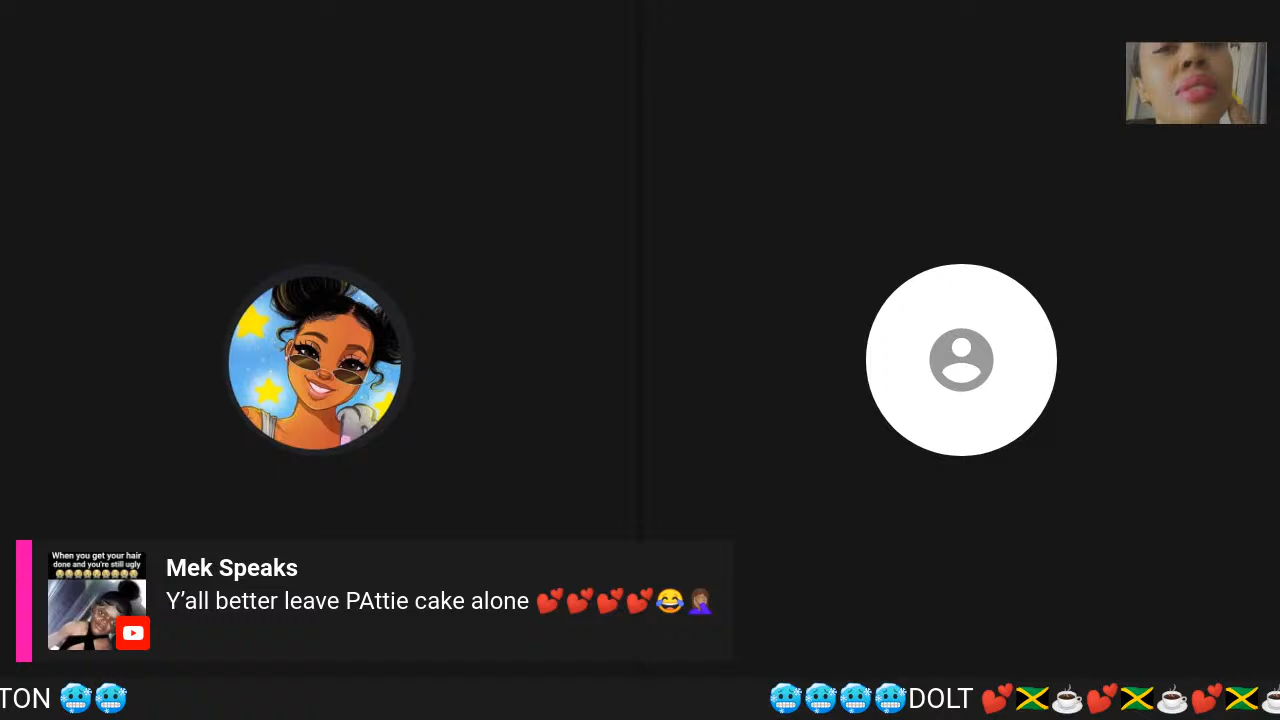 When you get your hair
done and you're still ugly
😭😭😭😭😭😭😭😭😭
Mek Speaks
Y’all better leave PAttie cake alone 💕💕💕💕😂🤦🏽‍♀️
TON 🥶🥶 🥶🥶🥶🥶DOLT 💕🇯🇲☕💕🇯🇲☕💕🇯🇲☕